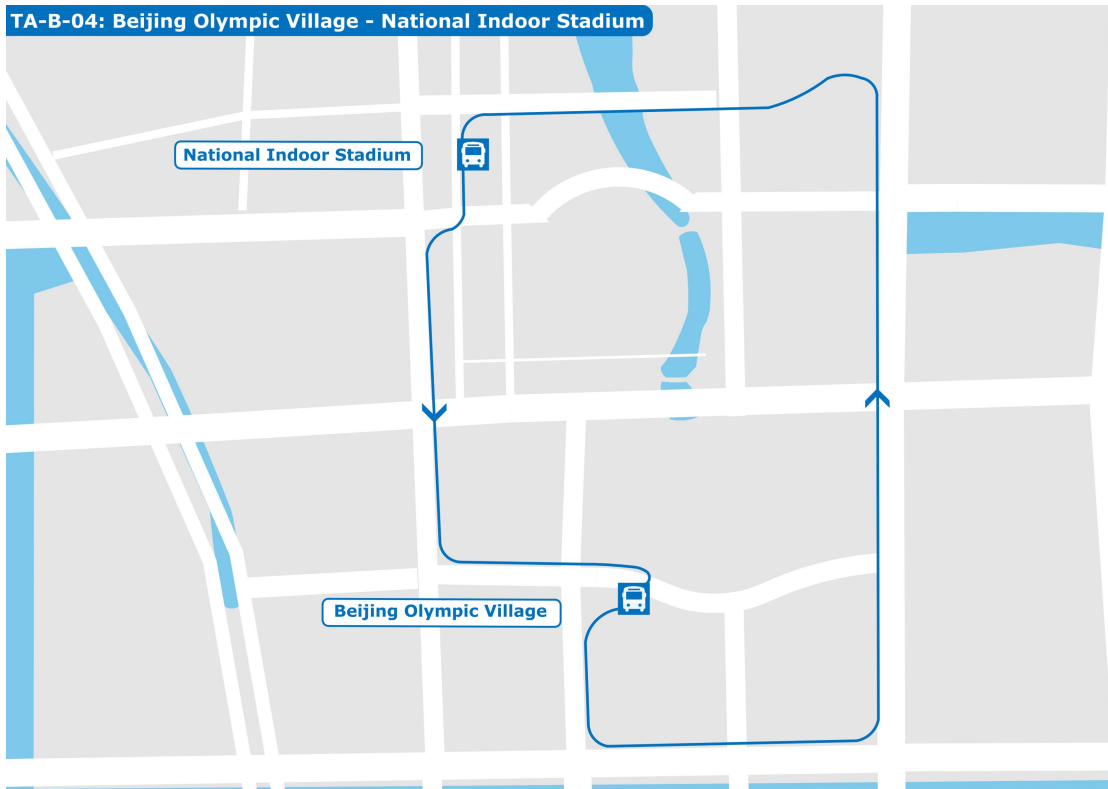 TA-B-04: Beijing Olympic Village - National Indoor Stadium
National Indoor Stadium
Beijing Olympic Village